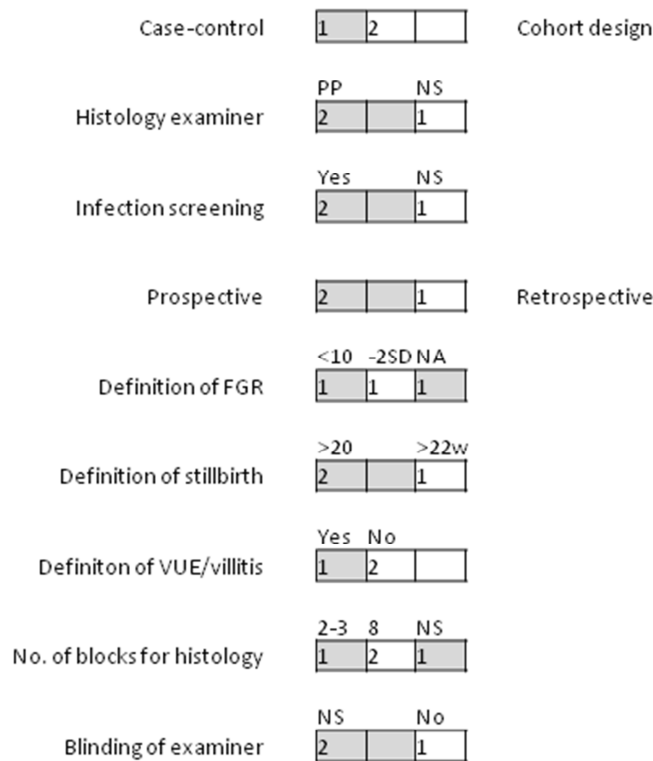 Case-control 1 2 Cohort design
PP NS
Histology examiner 2 1
Yes NS
Infection screening 2 1
Prospective 2 1 Retrospective
<10 -2SD NA
Definition of FGR 1 1 1
>20 >22w
Definition of stillbirth 2 1
Yes No
Definiton of VUE/villitis 1 2
2-3 8 NS
No. of blocks for histology 1 2 1
NS No
Blinding of examiner 2 1